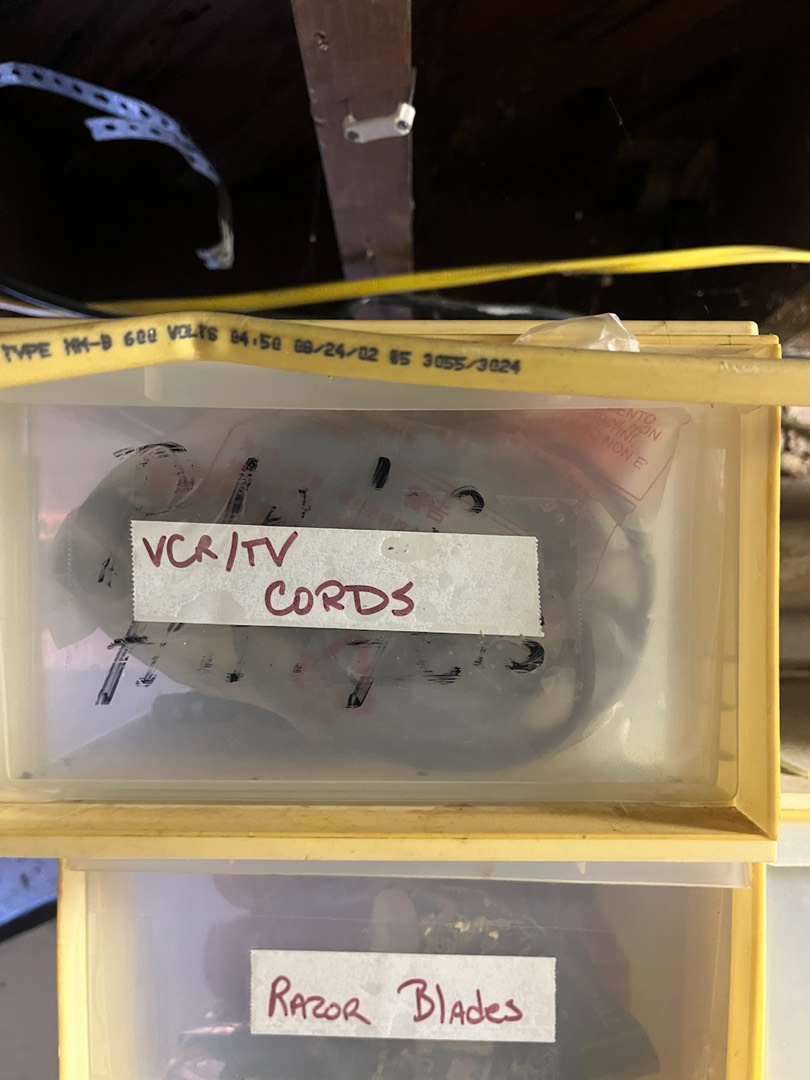 TYPE NM-B 600 VOLTS 04:50 08/24/02 05 3055/3024
VCR/TV
CORDS
RAZOR Blades